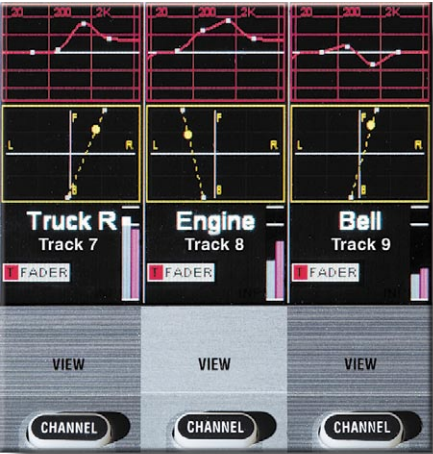 20 200 2K 20 200 2K 20 200 2K
F F F
L R L R L R
B B B
Truck R Engine Bell
Track 7 Track 8 Track 9
T FADER T FADER T FADER
VIEW VIEW VIEW
CHANNEL CHANNEL CHANNEL